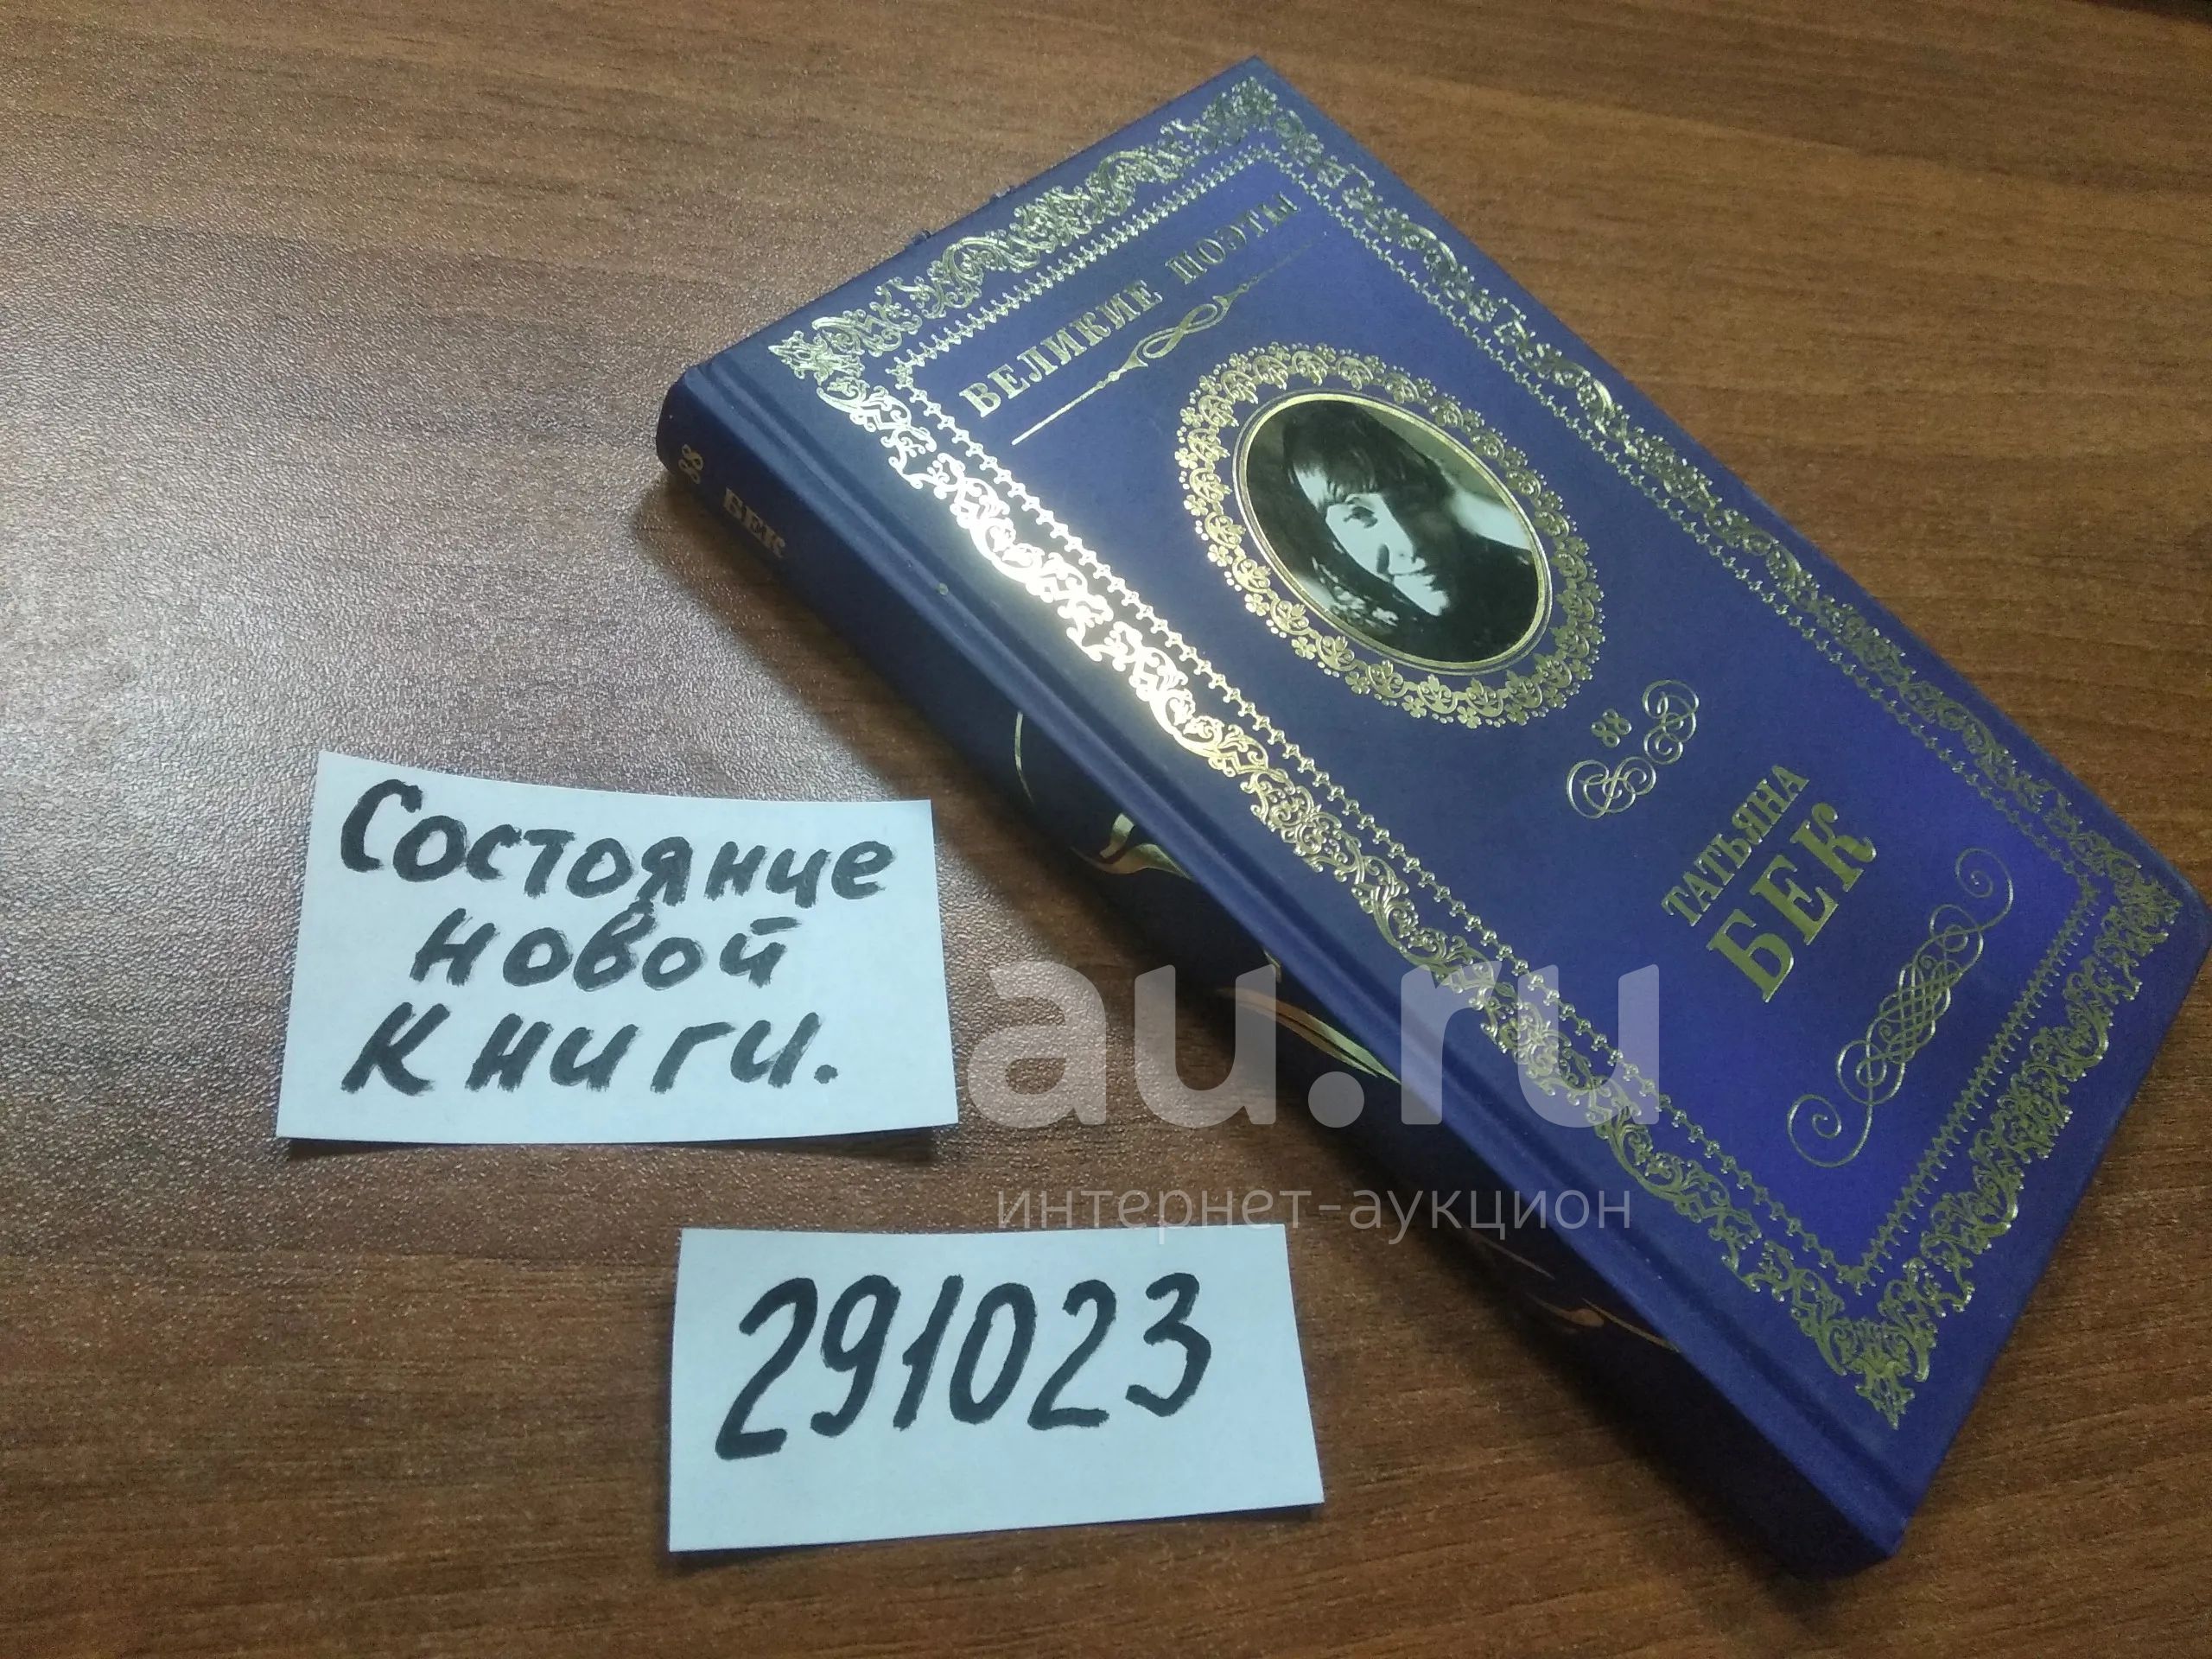 ВЕЛИКИЕ ПОЭТЫ
88
ТАТЬЯНА
БЕК
88 БЕК
Состояние
новой
книги.
au.ru
интернет-аукцион
291023